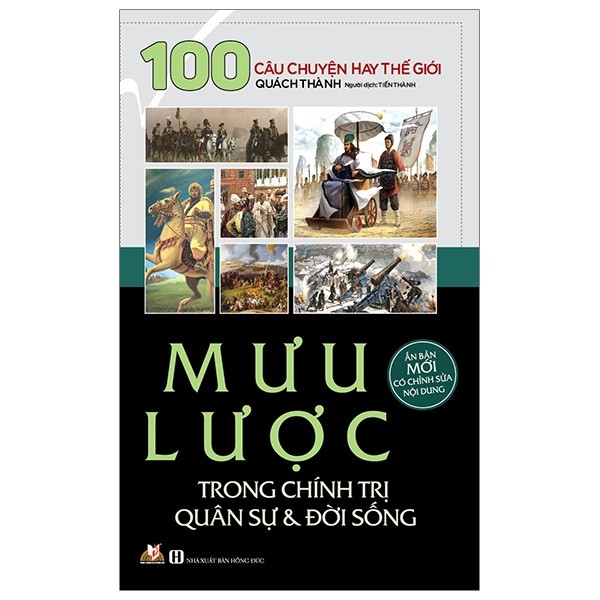 100 CÂU CHUYỆN HAY THẾ GIỚI
QUÁCH THÀNH Người dịch: TIẾN THÀNH
MƯU
LƯỢC
ẤN BẢN
MỚI
CÓ CHỈNH SỬA
NỘI DUNG
TRONG CHÍNH TRỊ
QUÂN SỰ & ĐỜI SỐNG
NHÀ XUẤT BẢN HỒNG ĐỨC